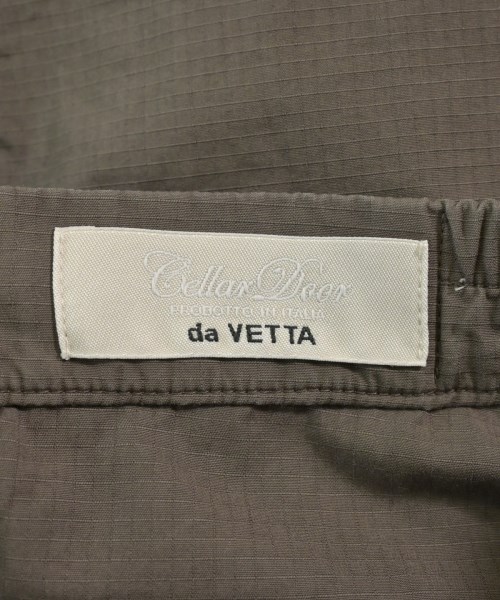 Cellar Door
PRODOTTO IN ITALIA
da VETTA